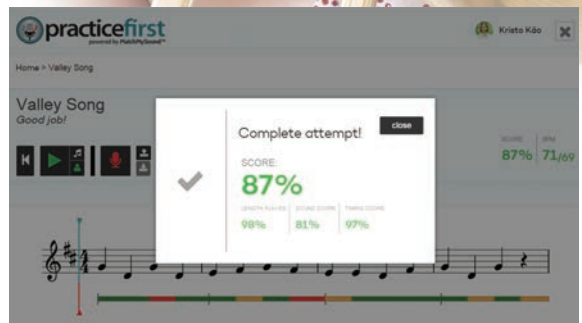 practicefirst
powered by MatchMySound™
Kristo Käo
Home > Valley Song
Valley Song
Good job!
Complete attempt!
close
SCORE:
87%
LENGTH PLAYED
SOUND SCORE
TIMING SCORE
98%
81%
97%
SCORE
BPM
87%
71/69